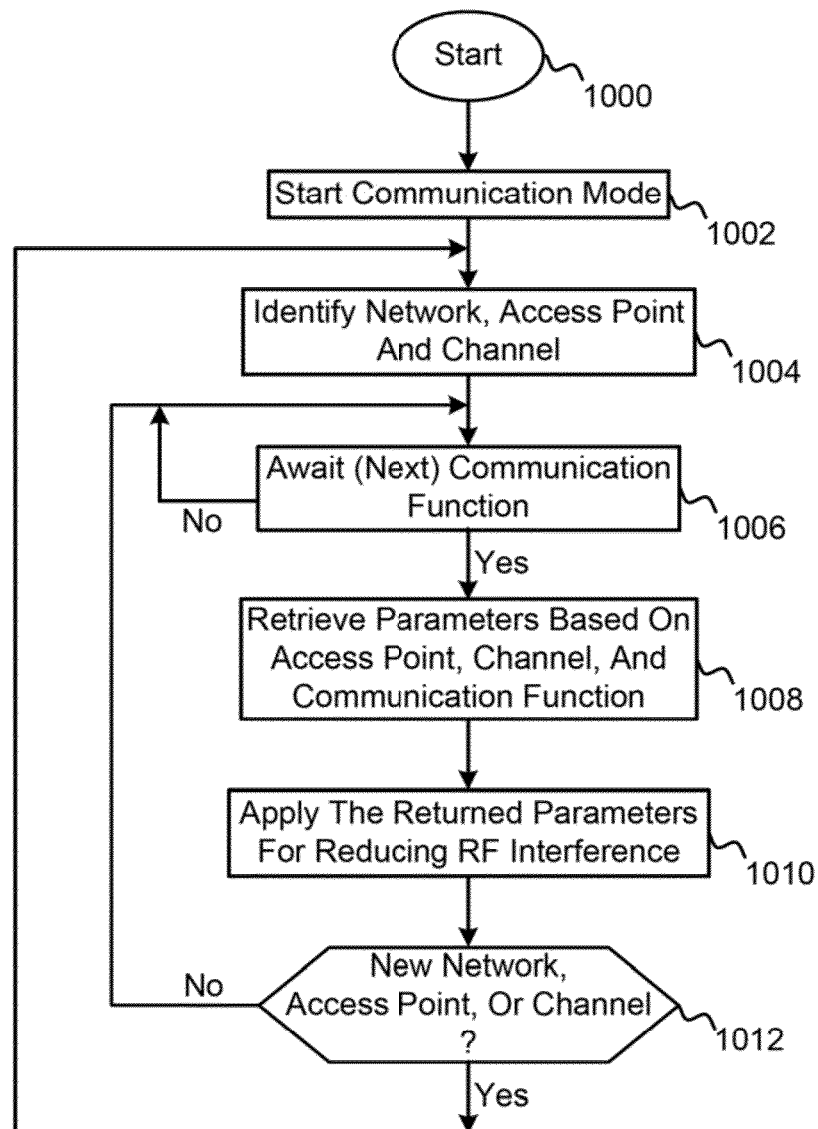 Start
1000
Start Communication Mode
1002
Identify Network, Access Point
And Channel
1004
Await (Next) Communication
Function
1006
No
Yes
Retrieve Parameters Based On
Access Point, Channel, And
Communication Function
1008
Apply The Returned Parameters
For Reducing RF Interference
1010
New Network,
Access Point, Or Channel
?
1012
No
Yes